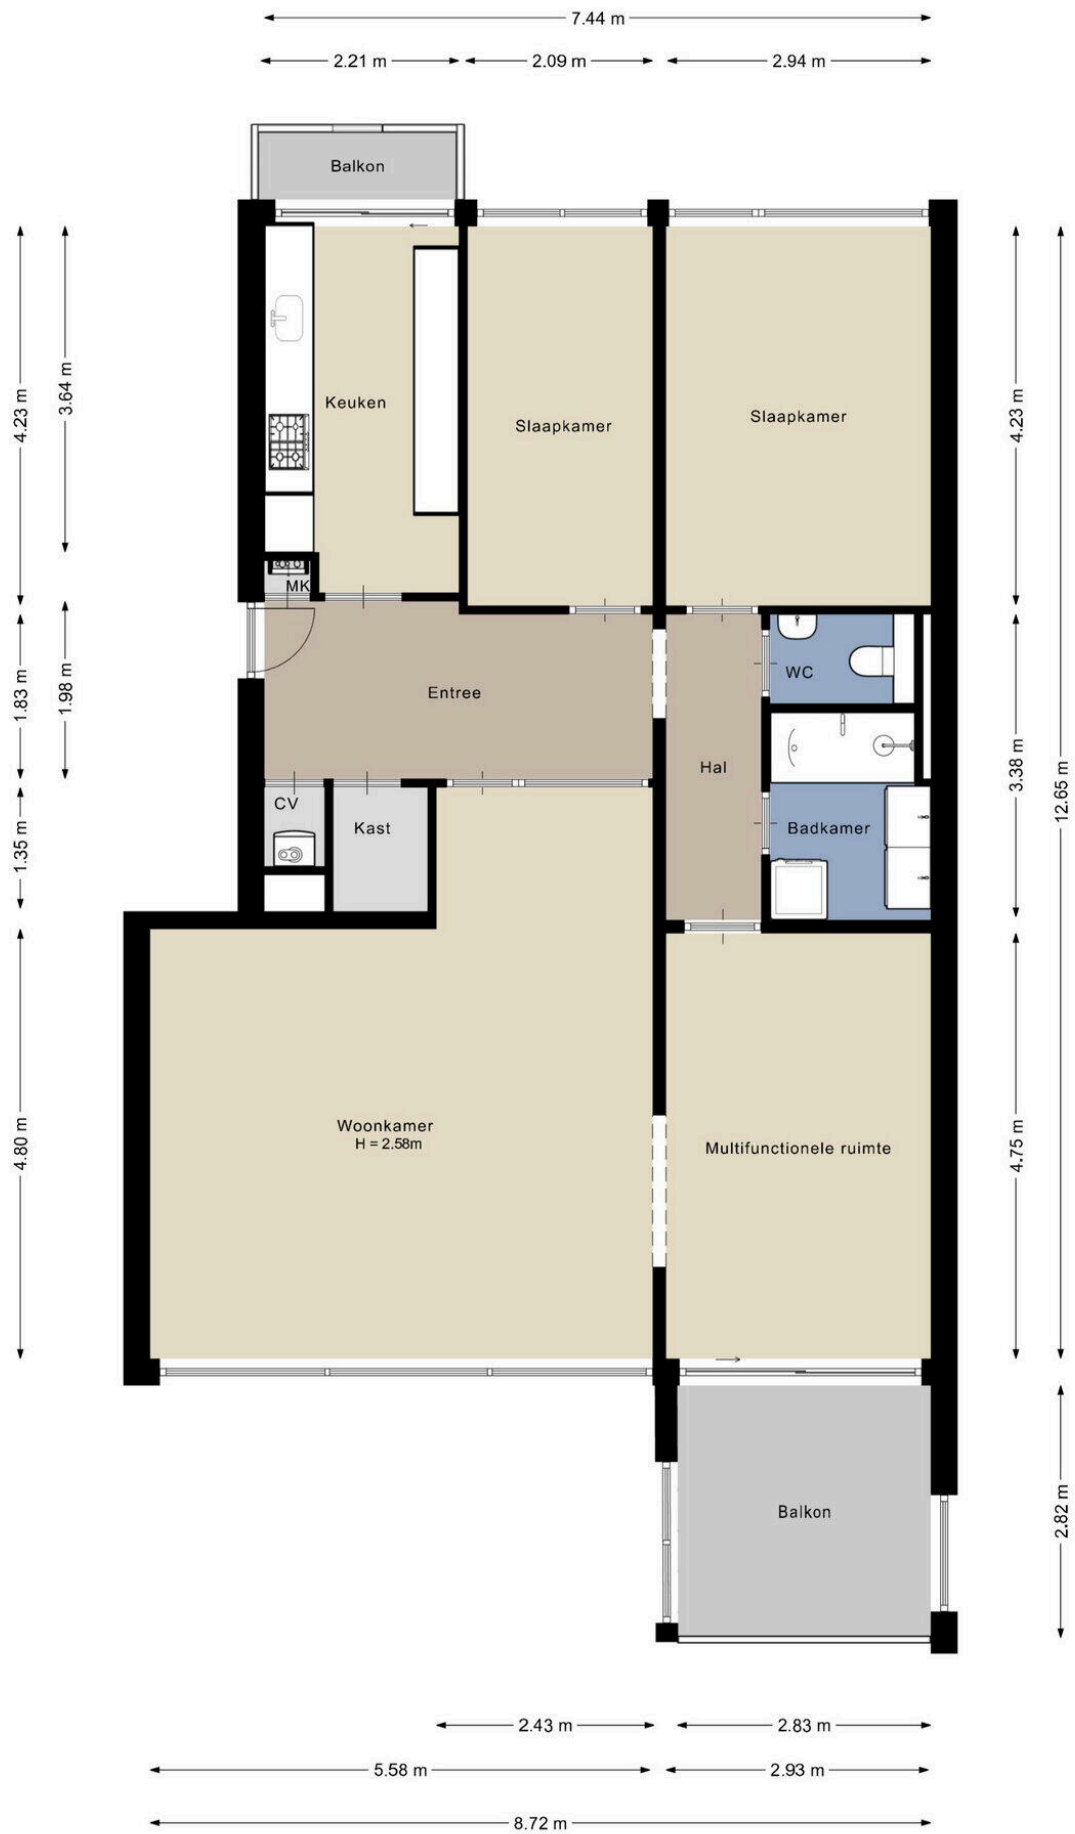 7.44 m
2.21 m
2.09 m
2.94 m
Balkon
4.23 m
3.64 m
Keuken
Slaapkamer
Slaapkamer
4.23 m
MK
1.83 m
1.98 m
Entree
WC
Hal
3.38 m
12.65 m
CV
Kast
Badkamer
1.35 m
4.80 m
Woonkamer
H = 2.58m
Multifunctionele ruimte
4.75 m
Balkon
2.82 m
2.43 m
2.83 m
5.58 m
2.93 m
8.72 m